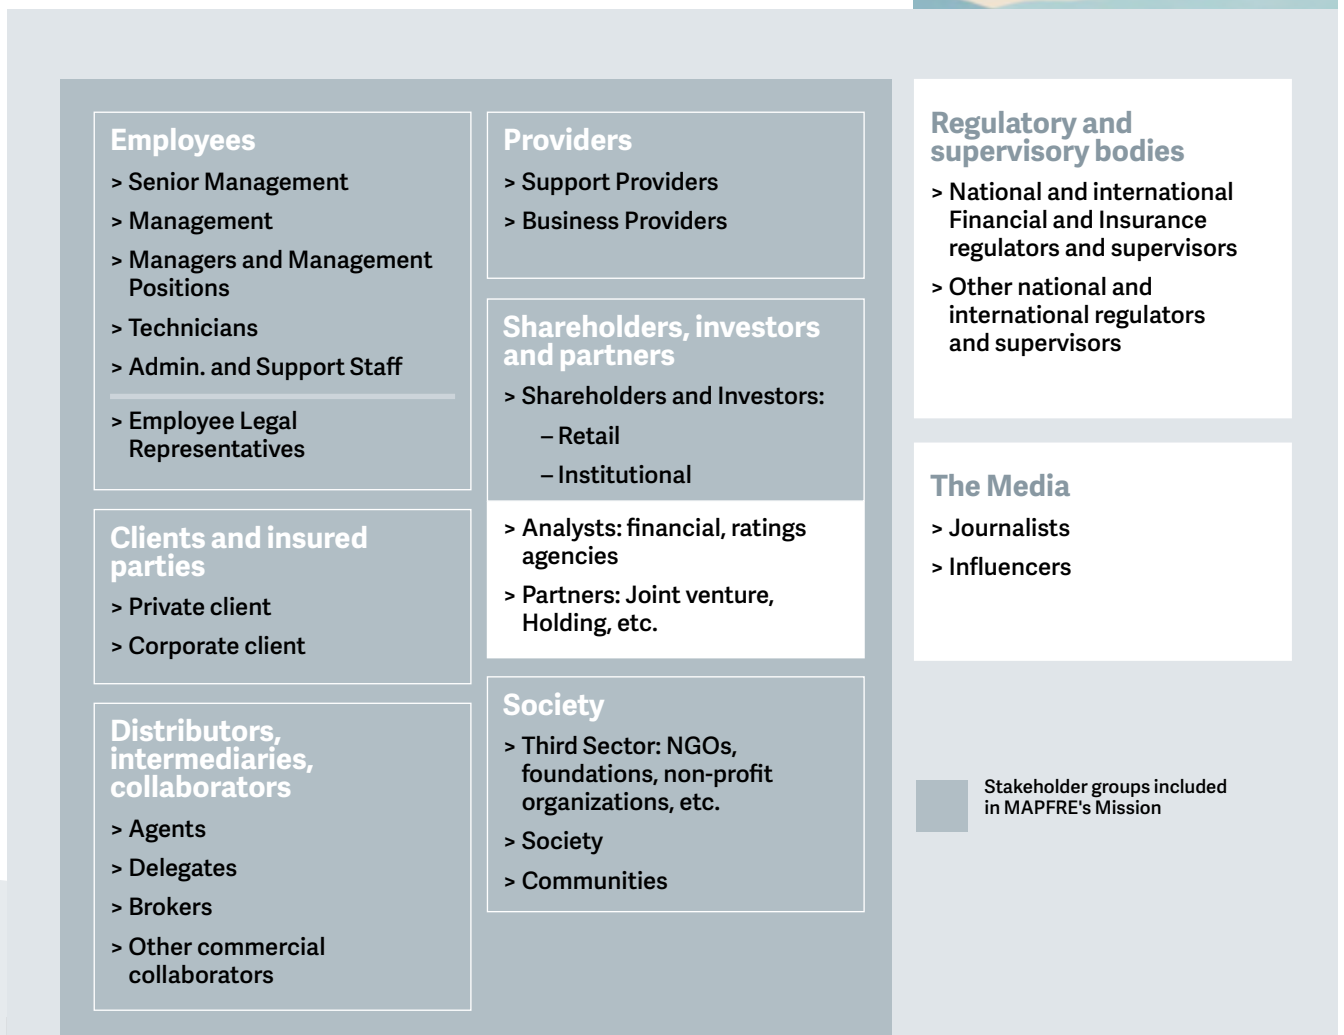 Employees
> Senior Management
> Management
> Managers and Management
Positions
> Technicians
> Admin. and Support Staff
> Employee Legal
Representatives
Clients and insured
parties
> Private client
> Corporate client
Distributors,
intermediaries,
collaborators
> Agents
> Delegates
> Brokers
> Other commercial
collaborators
Providers
> Support Providers
> Business Providers
Shareholders, investors
and partners
> Shareholders and Investors:
– Retail
– Institutional
> Analysts: financial, ratings
agencies
> Partners: Joint venture,
Holding, etc.
Society
> Third Sector: NGOs,
foundations, non-profit
organizations, etc.
> Society
> Communities
Regulatory and
supervisory bodies
> National and international
Financial and Insurance
regulators and supervisors
> Other national and
international regulators
and supervisors
The Media
> Journalists
> Influencers
Stakeholder groups included
in MAPFRE's Mission